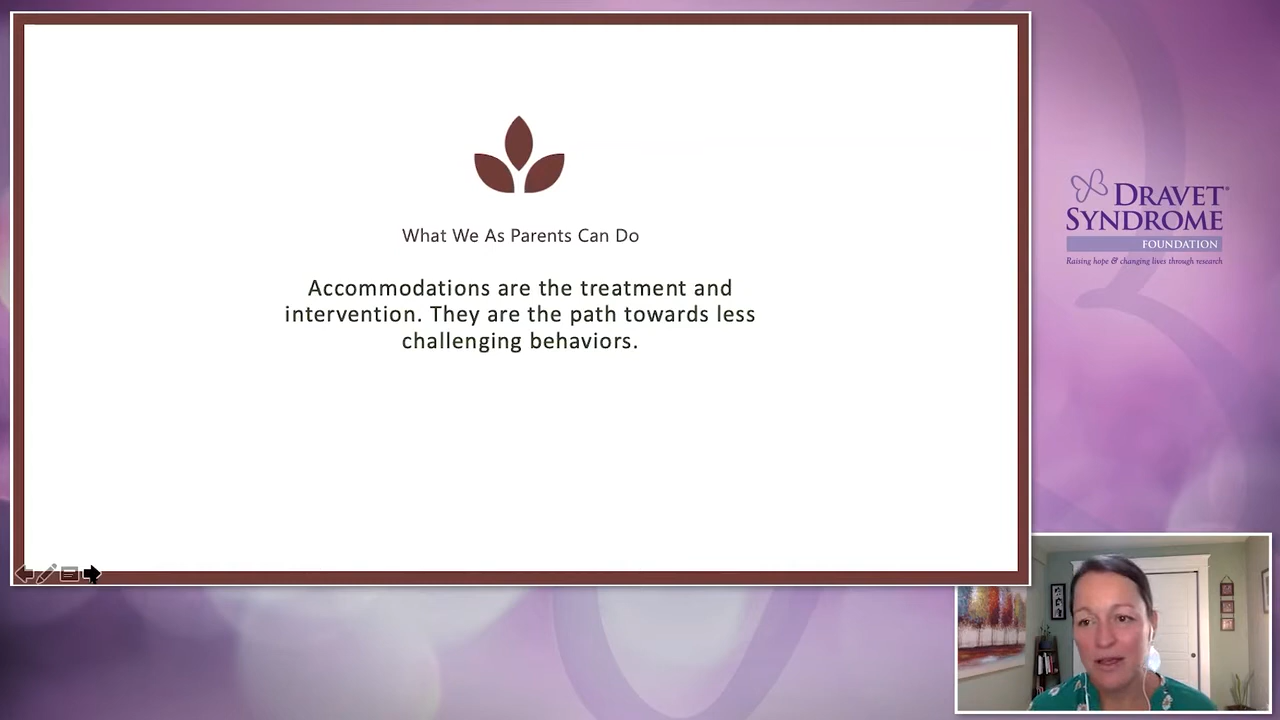 What We As Parents Can Do
Accommodations are the treatment and
intervention. They are the path towards less
challenging behaviors.
DRAVET
SYNDROME
FOUNDATION
Raising hope & changing lives through research